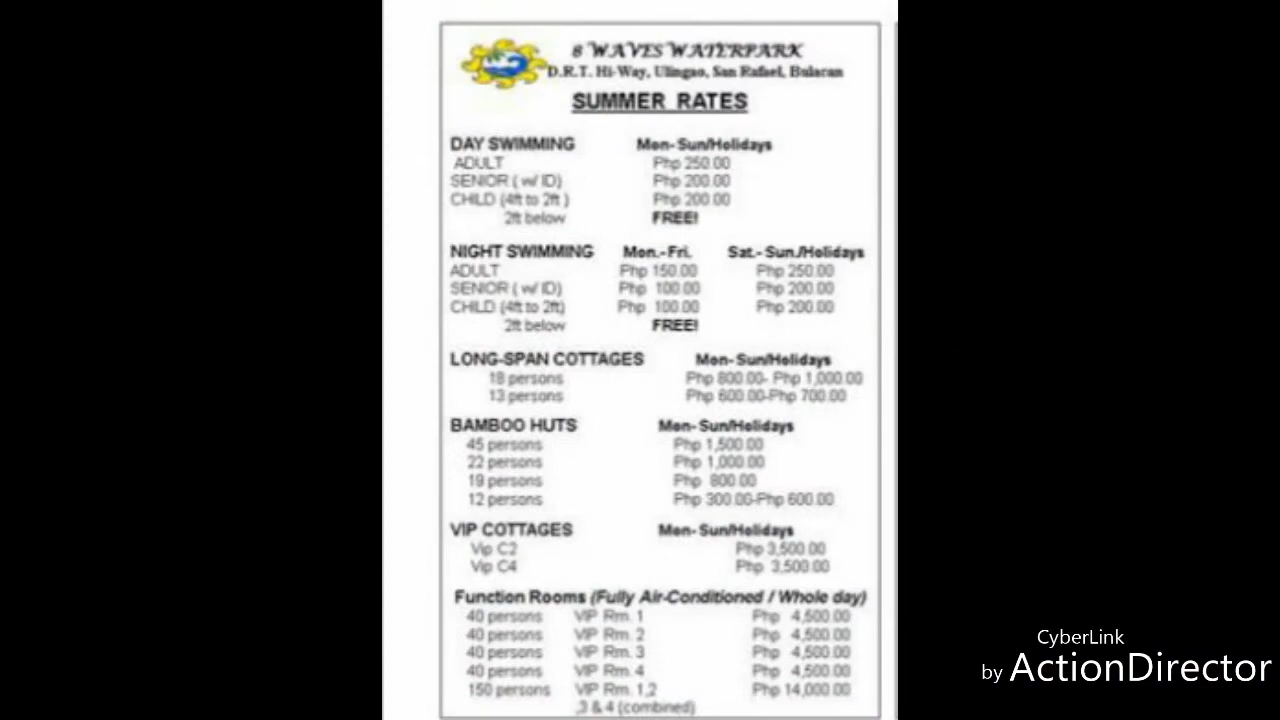 8 WAVES WATERPARK
D.R.T. Hi-Way, Ulingao, San Rafael, Bulacan
SUMMER RATES
DAY SWIMMING Mon- Sun/Holidays
ADULT Php 250.00
SENIOR ( w/ ID) Php 200.00
CHILD (4ft to 2ft ) Php 200.00
2ft below FREE!
NIGHT SWIMMING Mon.-Fri. Sat.- Sun./Holidays
ADULT Php 150.00 Php 250.00
SENIOR ( w/ ID) Php 100.00 Php 200.00
CHILD (4ft to 2ft) Php 100.00 Php 200.00
2ft below FREE!
LONG-SPAN COTTAGES Mon- Sun/Holidays
18 persons Php 800.00- Php 1,000.00
13 persons Php 600.00-Php 700.00
BAMBOO HUTS Mon- Sun/Holidays
45 persons Php 1,500.00
22 persons Php 1,000.00
19 persons Php 800.00
12 persons Php 300.00-Php 600.00
VIP COTTAGES Mon- Sun/Holidays
Vip C2 Php 3,500.00
Vip C4 Php 3,500.00
Function Rooms (Fully Air-Conditioned / Whole day)
40 persons VIP Rm. 1 Php 4,500.00
40 persons VIP Rm. 2 Php 4,500.00
40 persons VIP Rm. 3 Php 4,500.00
40 persons VIP Rm. 4 Php 4,500.00
150 persons VIP Rm. 1,2 Php 14,000.00
,3 & 4 (combined)
CyberLink
by ActionDirector